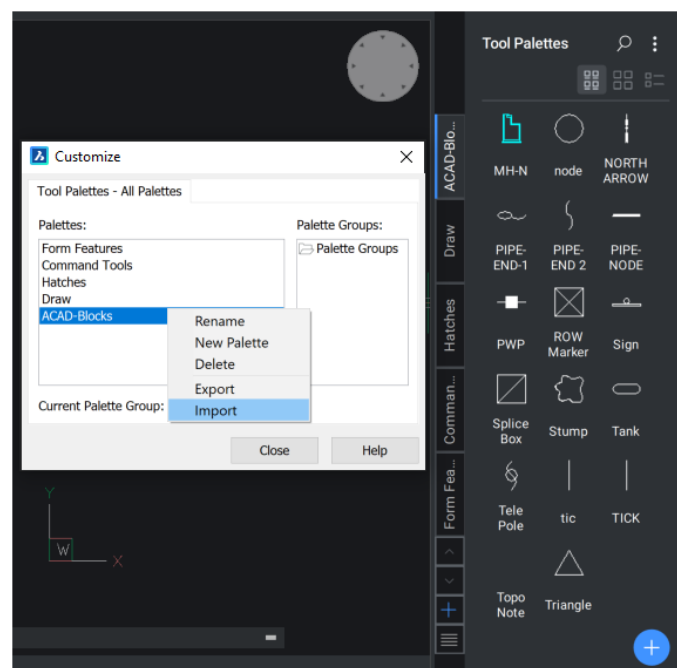 Tool Palettes
Customize
Tool Palettes - All Palettes
Palettes:
Palette Groups:
Form Features
Command Tools
Hatches
Draw
ACAD-Blocks
Palette Groups
Rename
New Palette
Delete
Export
Import
Current Palette Group:
Close
Help
Y
W
X
ACAD-Blo...
Draw
Hatches
Comman...
Form Fea...
MH-N
node
NORTH
ARROW
PIPE-
END-1
PIPE-
END 2
PIPE-
NODE
PWP
ROW
Marker
Sign
Splice
Box
Stump
Tank
Tele
Pole
tic
TICK
Topo
Note
Triangle